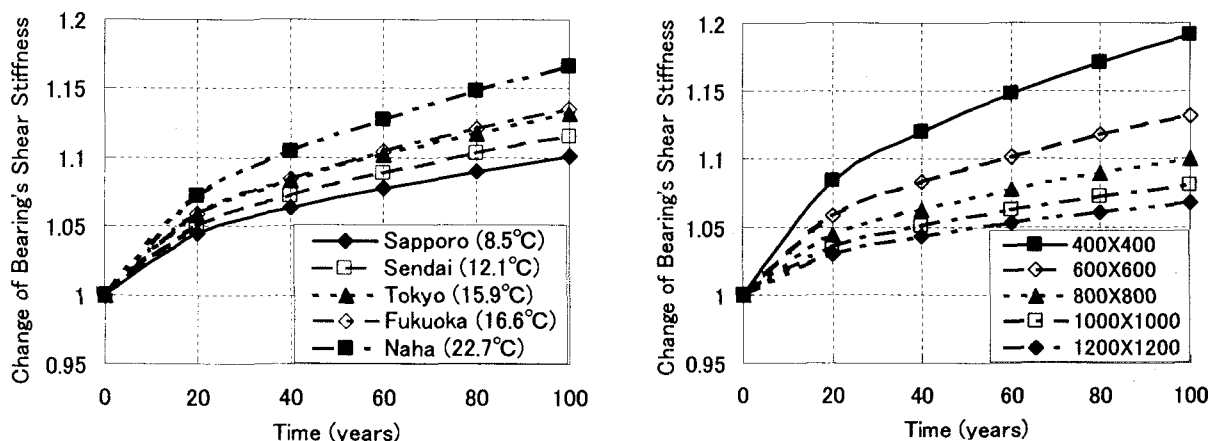 Change of Bearing's Shear Stiffness
1.2
1.15
1.1
1.05
1
0.95
0 20 40 60 80 100
Time (years)
Sapporo (8.5°C)
Sendai (12.1°C)
Tokyo (15.9°C)
Fukuoka (16.6°C)
Naha (22.7°C)
Change of Bearing's Shear Stiffness
1.2
1.15
1.1
1.05
1
0.95
0 20 40 60 80 100
Time (years)
400X400
600X600
800X800
1000X1000
1200X1200